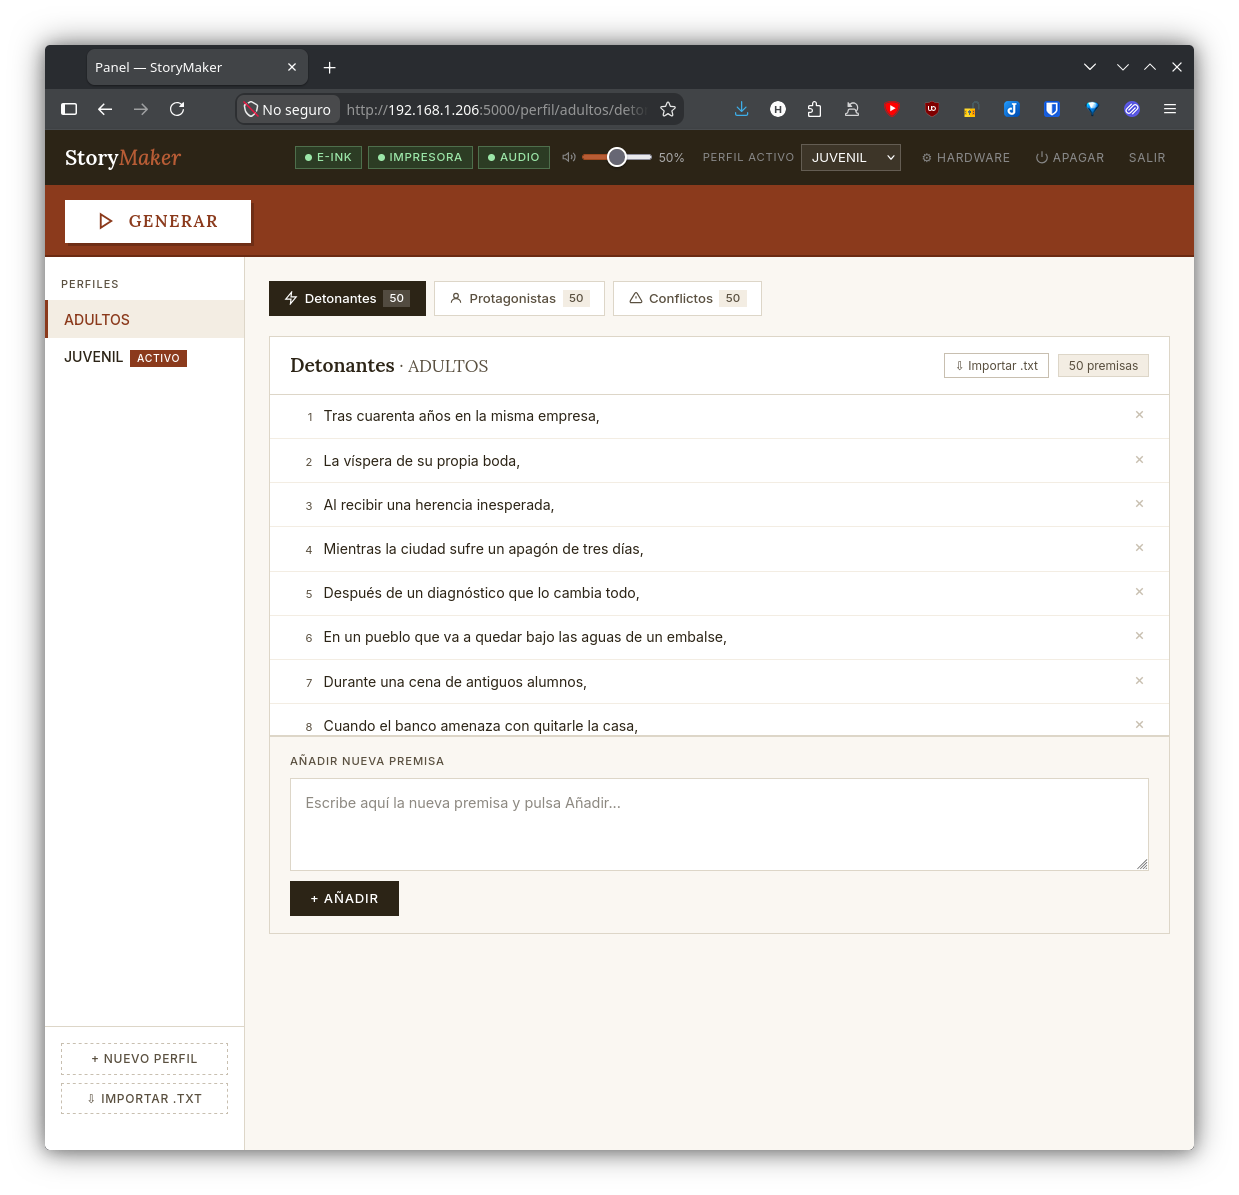 Panel — StoryMaker
No seguro http://192.168.1.206:5000/perfil/adultos/deto
StoryMaker
E-INK IMPRESORA AUDIO 50% PERFIL ACTIVO JUVENIL HARDWARE APAGAR SALIR
GENERAR
PERFILES
ADULTOS
JUVENIL ACTIVO
Detonantes 50 Protagonistas 50 Conflictos 50
Detonantes · ADULTOS Importar .txt 50 premisas
1 Tras cuarenta años en la misma empresa,
2 La víspera de su propia boda,
3 Al recibir una herencia inesperada,
4 Mientras la ciudad sufre un apagón de tres días,
5 Después de un diagnóstico que lo cambia todo,
6 En un pueblo que va a quedar bajo las aguas de un embalse,
7 Durante una cena de antiguos alumnos,
8 Cuando el banco amenaza con quitarle la casa,
AÑADIR NUEVA PREMISA
Escribe aquí la nueva premisa y pulsa Añadir...
+ AÑADIR
+ NUEVO PERFIL
IMPORTAR .TXT